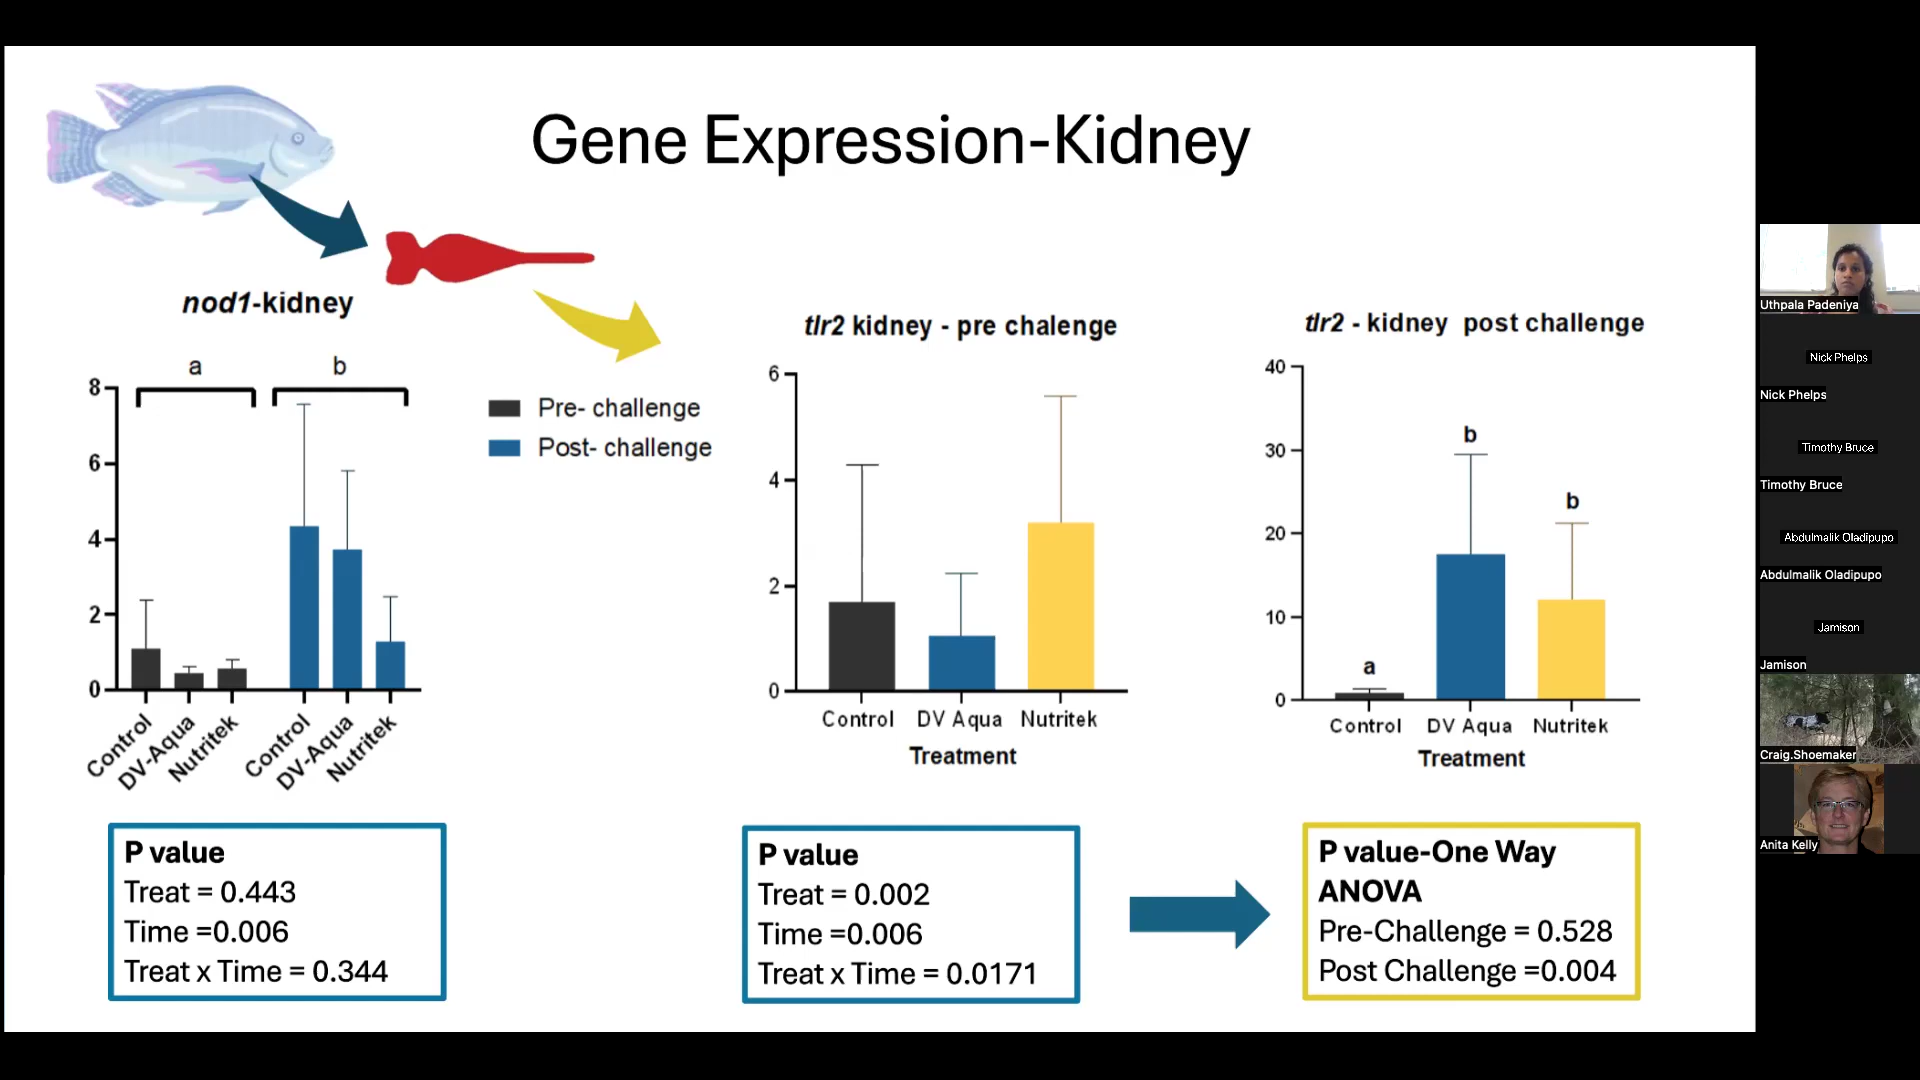 Gene Expression-Kidney
nod1-kidney
a
b
8
6
4
2
0
Control
DV-Aqua
Nutritek
Control
DV-Aqua
Nutritek
Pre- challenge
Post- challenge
tlr2 kidney - pre chalenge
6
4
2
0
Control DV Aqua Nutritek
Treatment
tlr2 - kidney post challenge
40
30
20
10
0
a
b
b
Control DV Aqua Nutritek
Treatment
P value
Treat = 0.443
Time =0.006
Treat x Time = 0.344
P value
Treat = 0.002
Time =0.006
Treat x Time = 0.0171
P value-One Way
ANOVA
Pre-Challenge = 0.528
Post Challenge =0.004
Uthpala Padeniya
Nick Phelps
Nick Phelps
Timothy Bruce
Timothy Bruce
Abdulmalik Oladipupo
Abdulmalik Oladipupo
Jamison
Jamison
Craig.Shoemaker
Anita Kelly